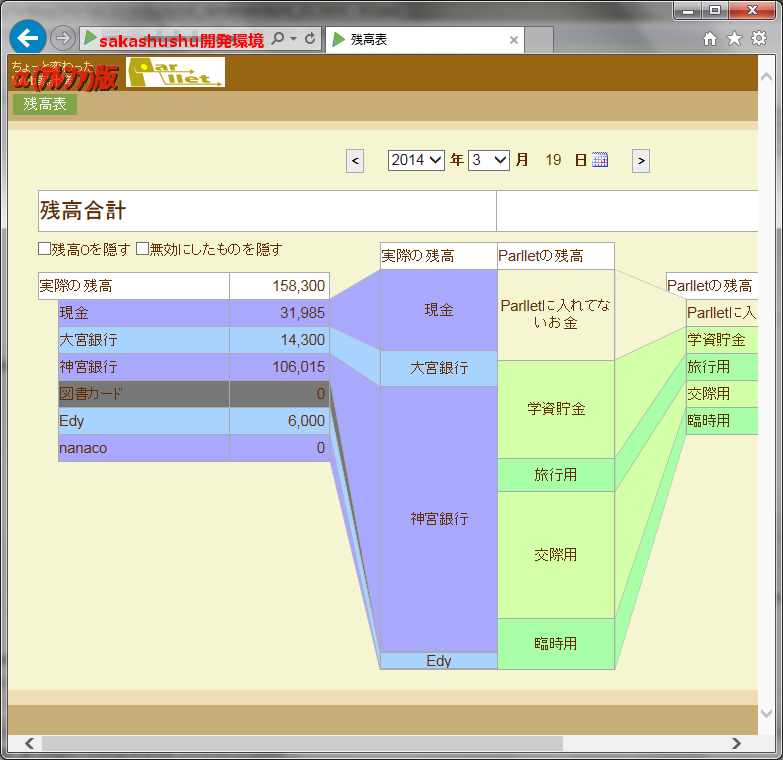 sakashushu開発環境
残高表
ちょっと変わった
α(ｱﾙﾌｧ)版
Parllet
残高表
< 2014 年 3 月 19 日 >
残高合計
残高0を隠す 無効にしたものを隠す
実際の残高 158,300
現金 31,985
大宮銀行 14,300
神宮銀行 106,015
図書カード 0
Edy 6,000
nanaco 0
実際の残高 Parlletの残高
現金
大宮銀行
神宮銀行
Edy
Parlletに入れてな
いお金
学資貯金
旅行用
交際用
臨時用
Parlletの残高
Parlletに入
学資貯金
旅行用
交際用
臨時用